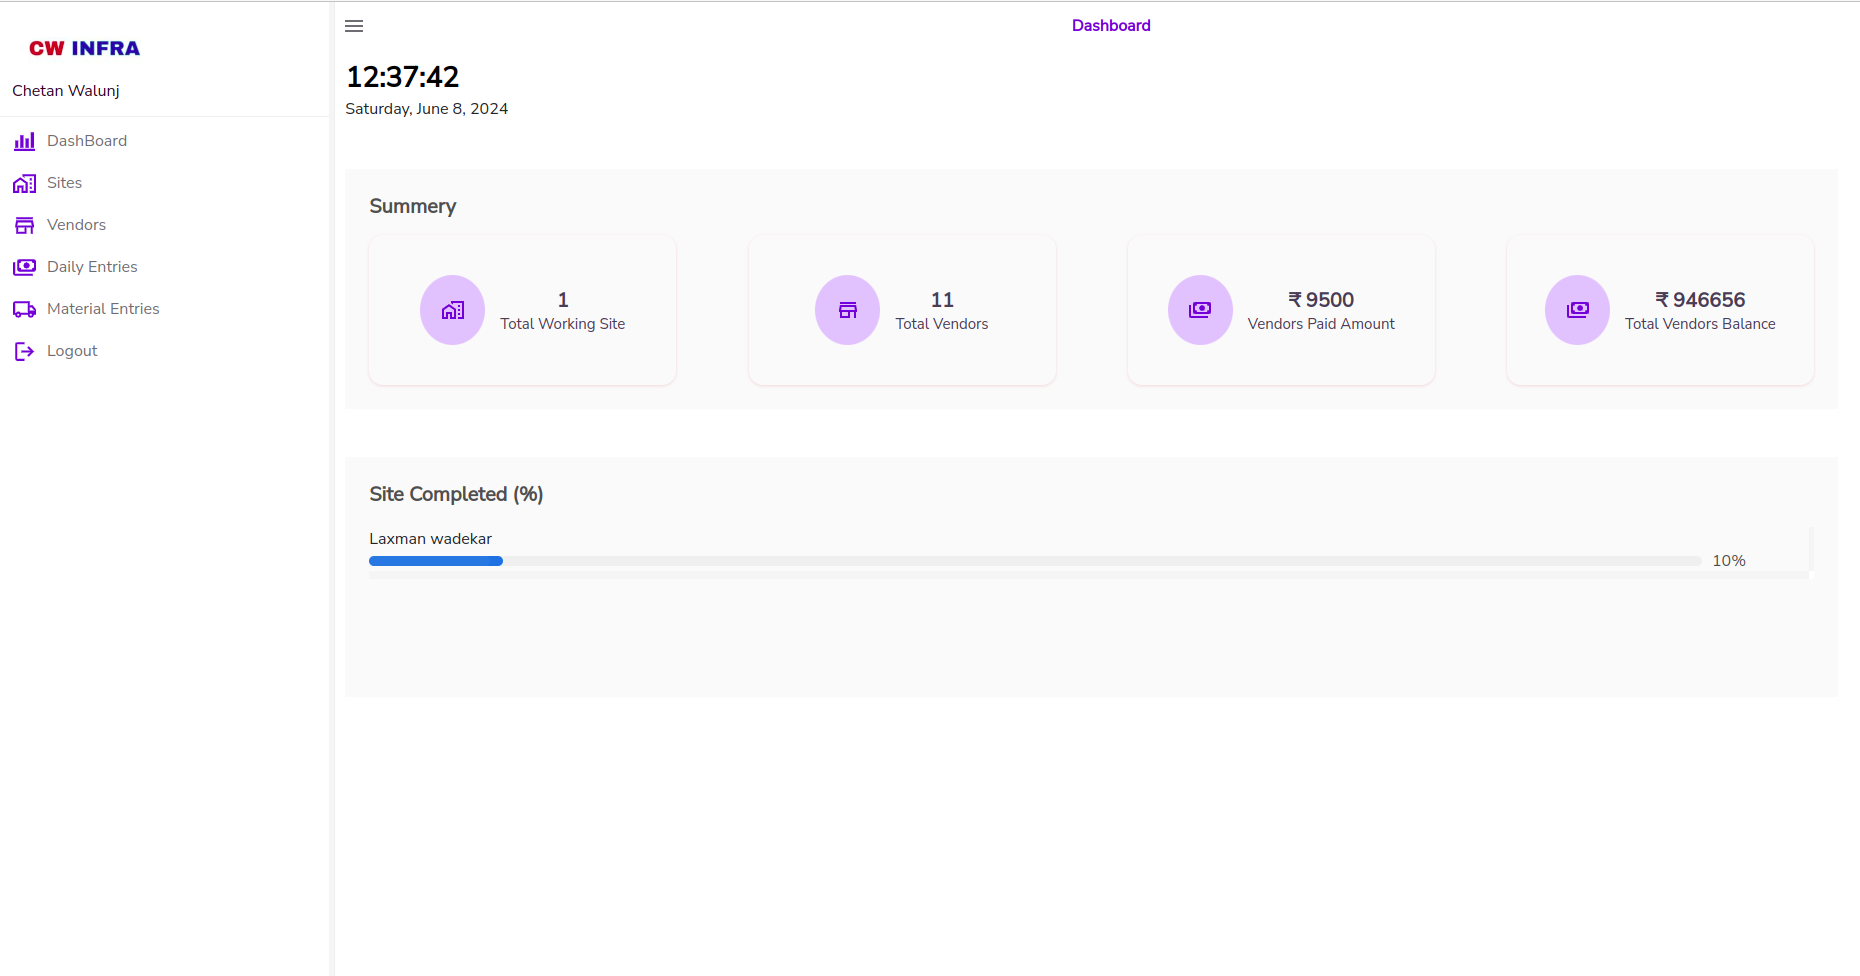 CW INFRA
Chetan Walunj
DashBoard
Sites
Vendors
Daily Entries
Material Entries
Logout
Dashboard
12:37:42
Saturday, June 8, 2024
Summery
1
Total Working Site
11
Total Vendors
₹ 9500
Vendors Paid Amount
₹ 946656
Total Vendors Balance
Site Completed (%)
Laxman wadekar
10%